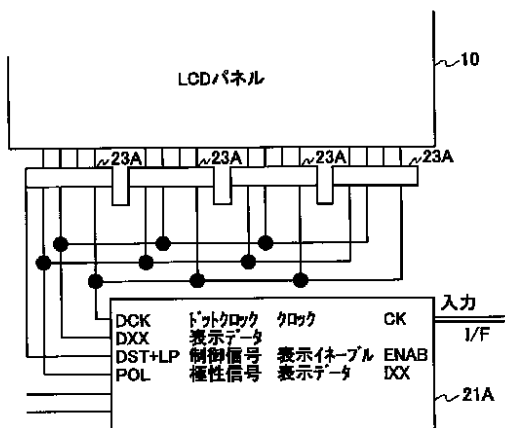 LCDパネル
10
23A 23A 23A 23A
入力
DCK ドットクロック クロック CK
I/F
DXX 表示データ
DST+LP 制御信号 表示イネーブル ENAB
POL 極性信号 表示データ IXX
21A